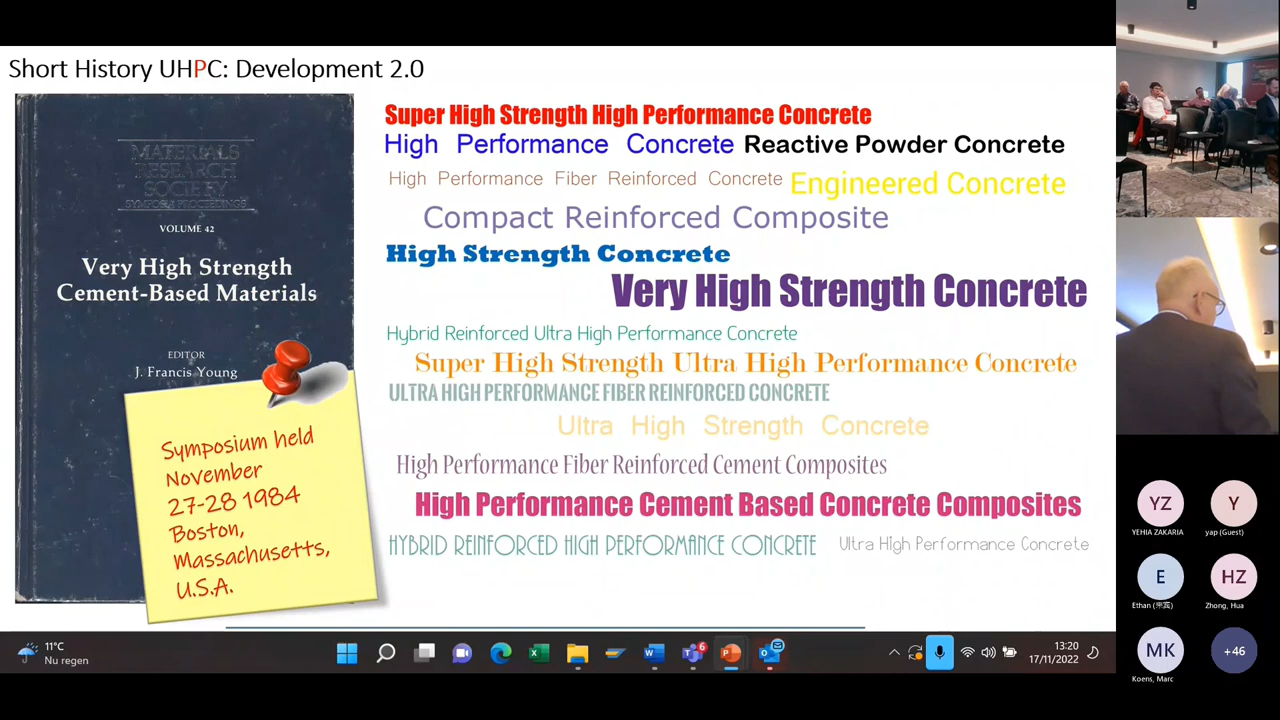 Short History UHPC: Development 2.0
MATERIALS
RESEARCH
SOCIETY
SYMPOSIA PROCEEDINGS
VOLUME 42
Very High Strength
Cement-Based Materials
EDITOR
J. Francis Young
Symposium held
November
27-28 1984
Boston,
Massachusetts,
U.S.A.
Super High Strength High Performance Concrete
High Performance Concrete Reactive Powder Concrete
High Performance Fiber Reinforced Concrete Engineered Concrete
Compact Reinforced Composite
High Strength Concrete
Very High Strength Concrete
Hybrid Reinforced Ultra High Performance Concrete
Super High Strength Ultra High Performance Concrete
ULTRA HIGH PERFORMANCE FIBER REINFORCED CONCRETE
Ultra High Strength Concrete
High Performance Fiber Reinforced Cement Composites
High Performance Cement Based Concrete Composites
HYBRID REINFORCED HIGH PERFORMANCE CONCRETE Ultra High Performance Concrete
11°C
Nu regen
6
13:20
17/11/2022
YZ
YEHIA ZAKARIA
Y
yap (Guest)
E
HZ
Zhong, Hua
MK
Koens, Marc
+46